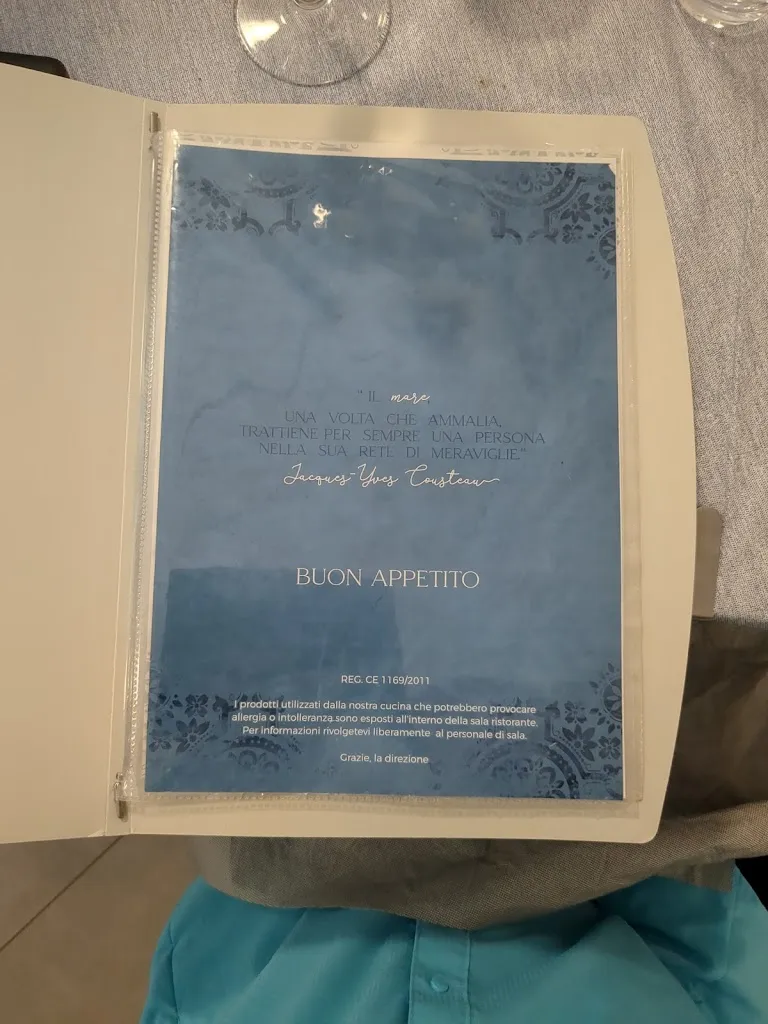 " IL mare,
UNA VOLTA CHE AMMALIA,
TRATTIENE PER SEMPRE UNA PERSONA
NELLA SUA RETE DI MERAVIGLIE."
Jacques-Yves Cousteau
BUON APPETITO
REG. CE 1169/2011
I prodotti utilizzati dalla nostra cucina che potrebbero provocare
allergia o intolleranza sono esposti all'interno della sala ristorante.
Per informazioni rivolgetevi liberamente al personale di sala.
Grazie, la direzione